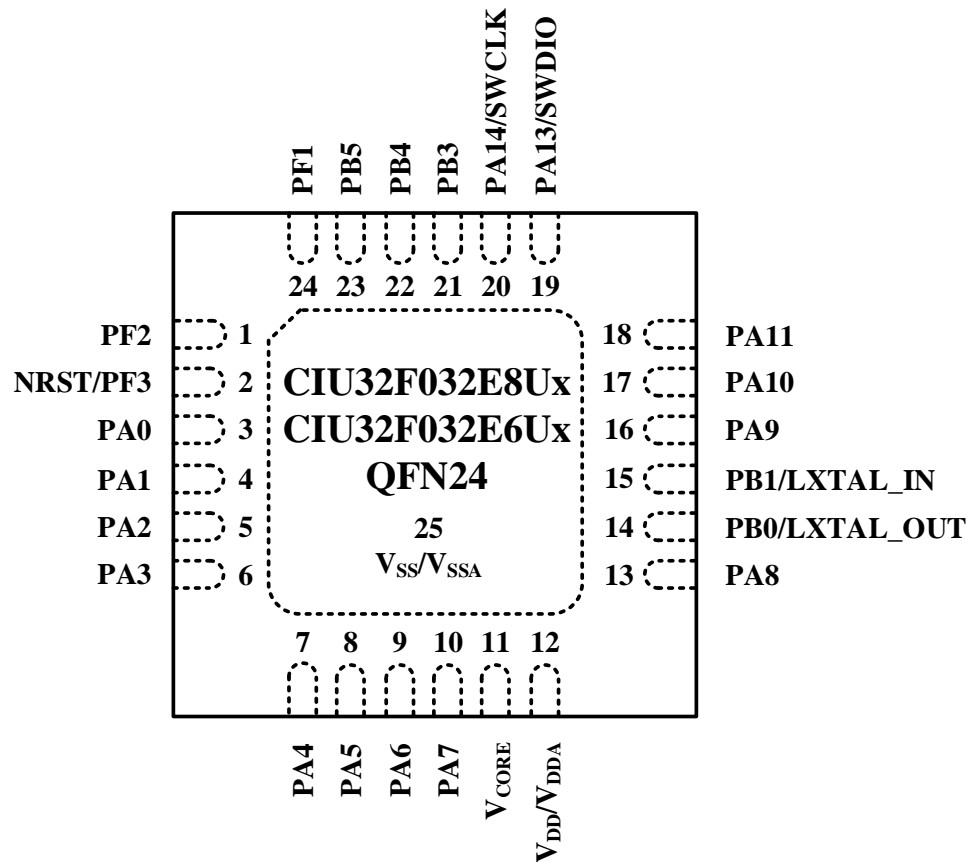 PF1
PB5
PB4
PB3
PA14/SWCLK
PA13/SWDIO
24
23
22
21
20
19
PF2 1
NRST/PF3 2
PA0 3
PA1 4
PA2 5
PA3 6
CIU32F032E8Ux
CIU32F032E6Ux
QFN24
25
VSS/VSSA
18 PA11
17 PA10
16 PA9
15 PB1/LXTAL_IN
14 PB0/LXTAL_OUT
13 PA8
7
8
9
10
11
12
PA4
PA5
PA6
PA7
VCORE
VDD/VDDA